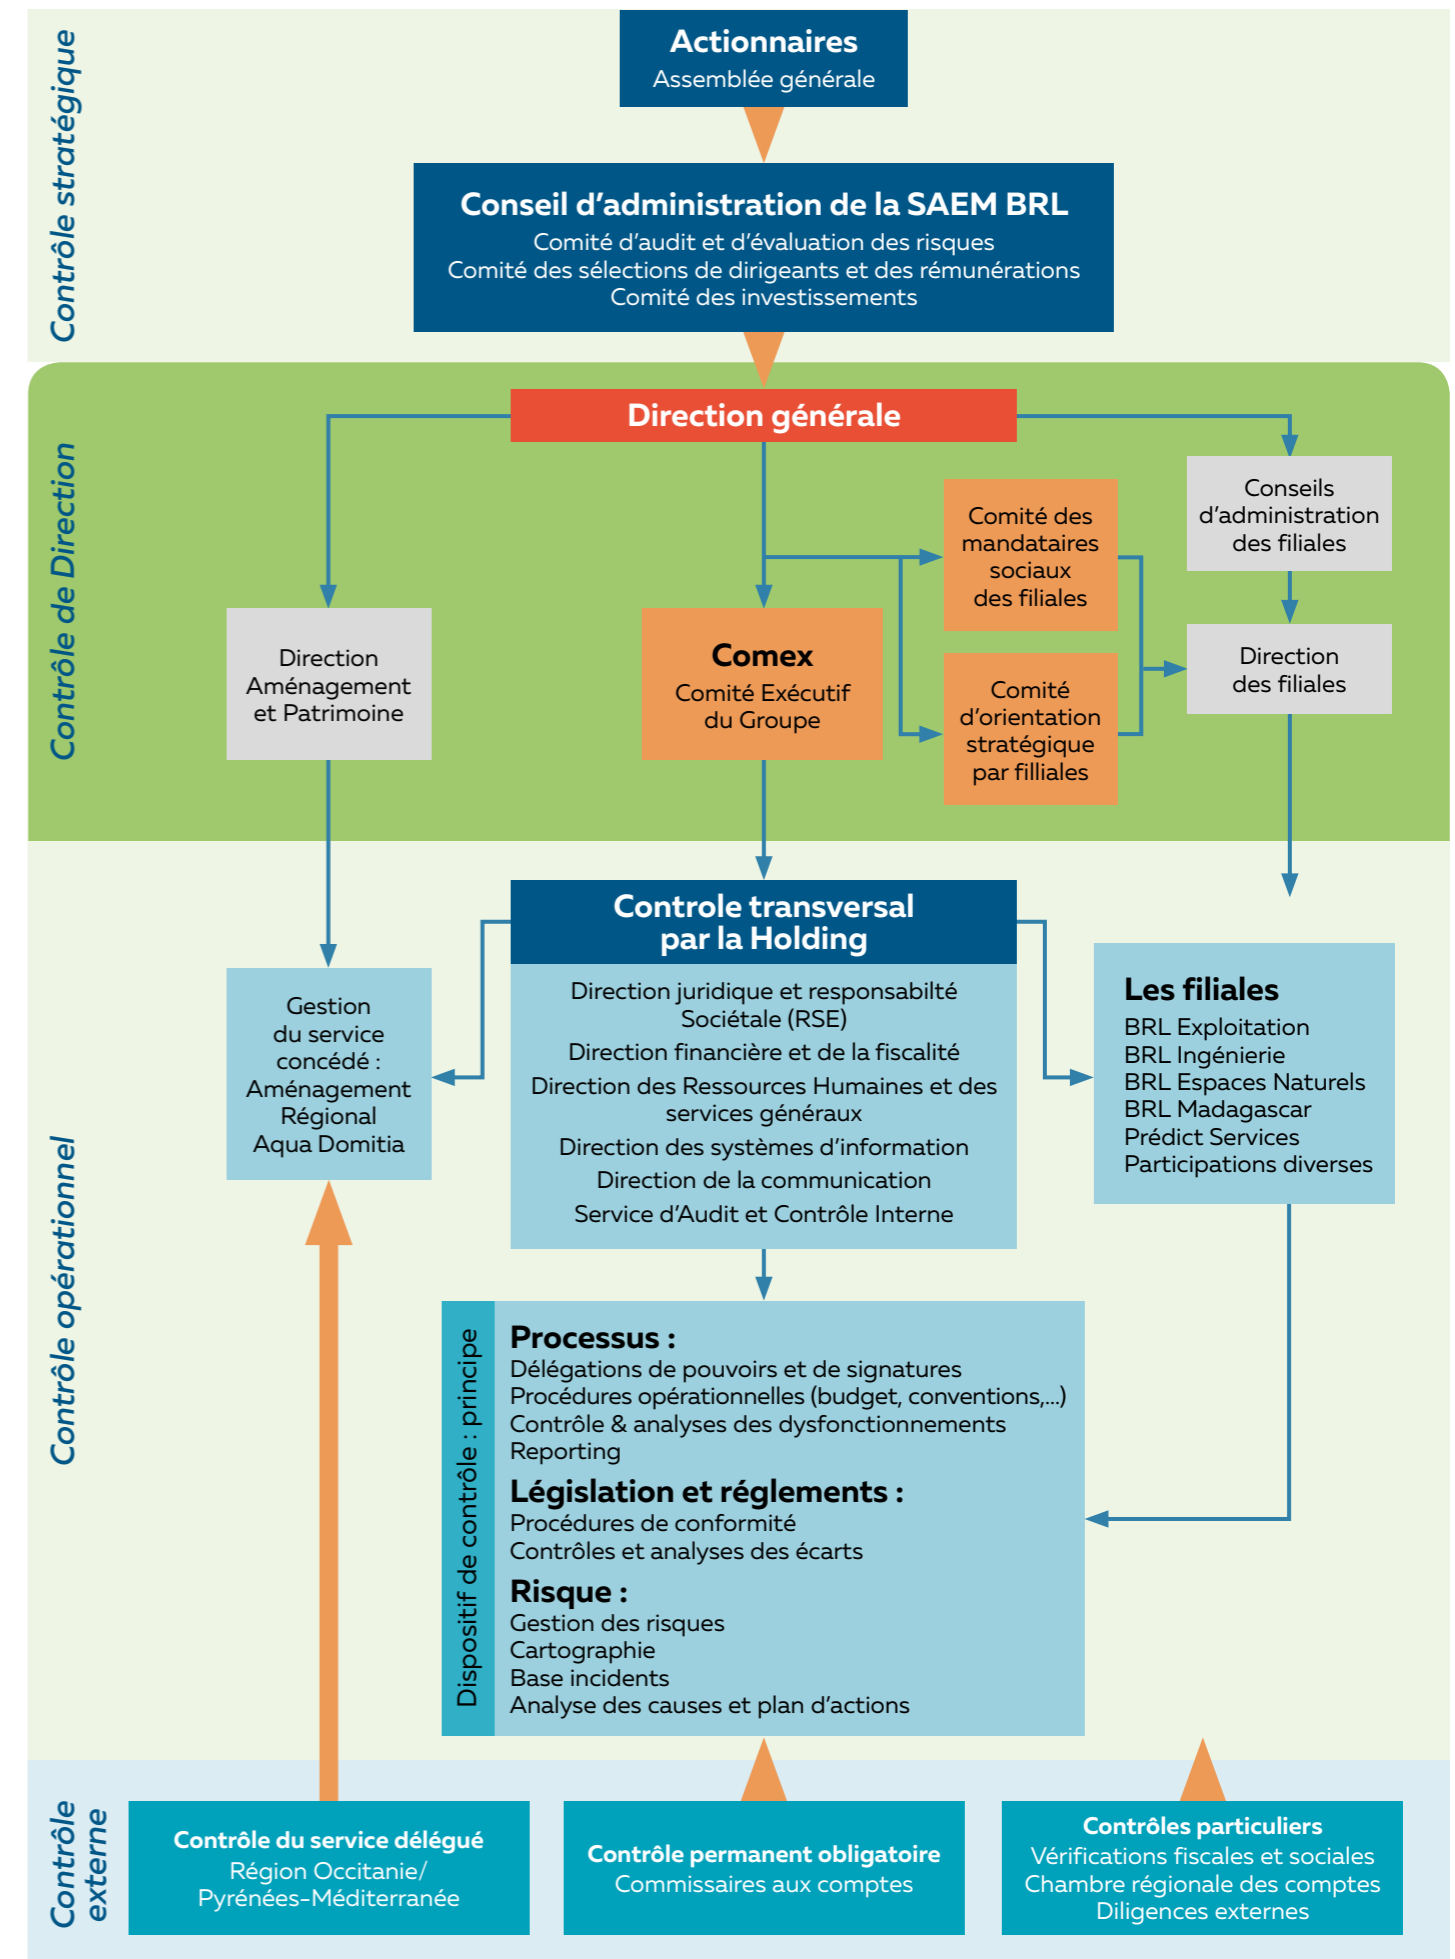 Contrôle stratégique
Actionnaires
Assemblée générale
Conseil d'administration de la SAEM BRL
Comité d'audit et d'évaluation des risques
Comité des sélections de dirigeants et des rémunérations
Comité des investissements
Contrôle de Direction
Direction générale
Conseils
d'administration
des filiales
Comité des
mandataires
sociaux
des filiales
Direction
Aménagement
et Patrimoine
Comex
Comité Exécutif
du Groupe
Comité
d'orientation
stratégique
par filliales
Direction
des filiales
Contrôle opérationnel
Controle transversal
par la Holding
Direction juridique et responsabilté
Sociétale (RSE)
Direction financière et de la fiscalité
Direction des Ressources Humaines et des
services généraux
Direction des systèmes d'information
Direction de la communication
Service d'Audit et Contrôle Interne
Gestion
du service
concédé :
Aménagement
Régional
Aqua Domitia
Les filiales
BRL Exploitation
BRL Ingénierie
BRL Espaces Naturels
BRL Madagascar
Prédict Services
Participations diverses
Dispositif de contrôle : principe
Processus :
Délégations de pouvoirs et de signatures
Procédures opérationnelles (budget, conventions,...)
Contrôle & analyses des dysfonctionnements
Reporting
Législation et réglements :
Procédures de conformité
Contrôles et analyses des écarts
Risque :
Gestion des risques
Cartographie
Base incidents
Analyse des causes et plan d'actions
Contrôle
externe
Contrôle du service délégué
Région Occitanie/
Pyrénées-Méditerranée
Contrôle permanent obligatoire
Commissaires aux comptes
Contrôles particuliers
Vérifications fiscales et sociales
Chambre régionale des comptes
Diligences externes